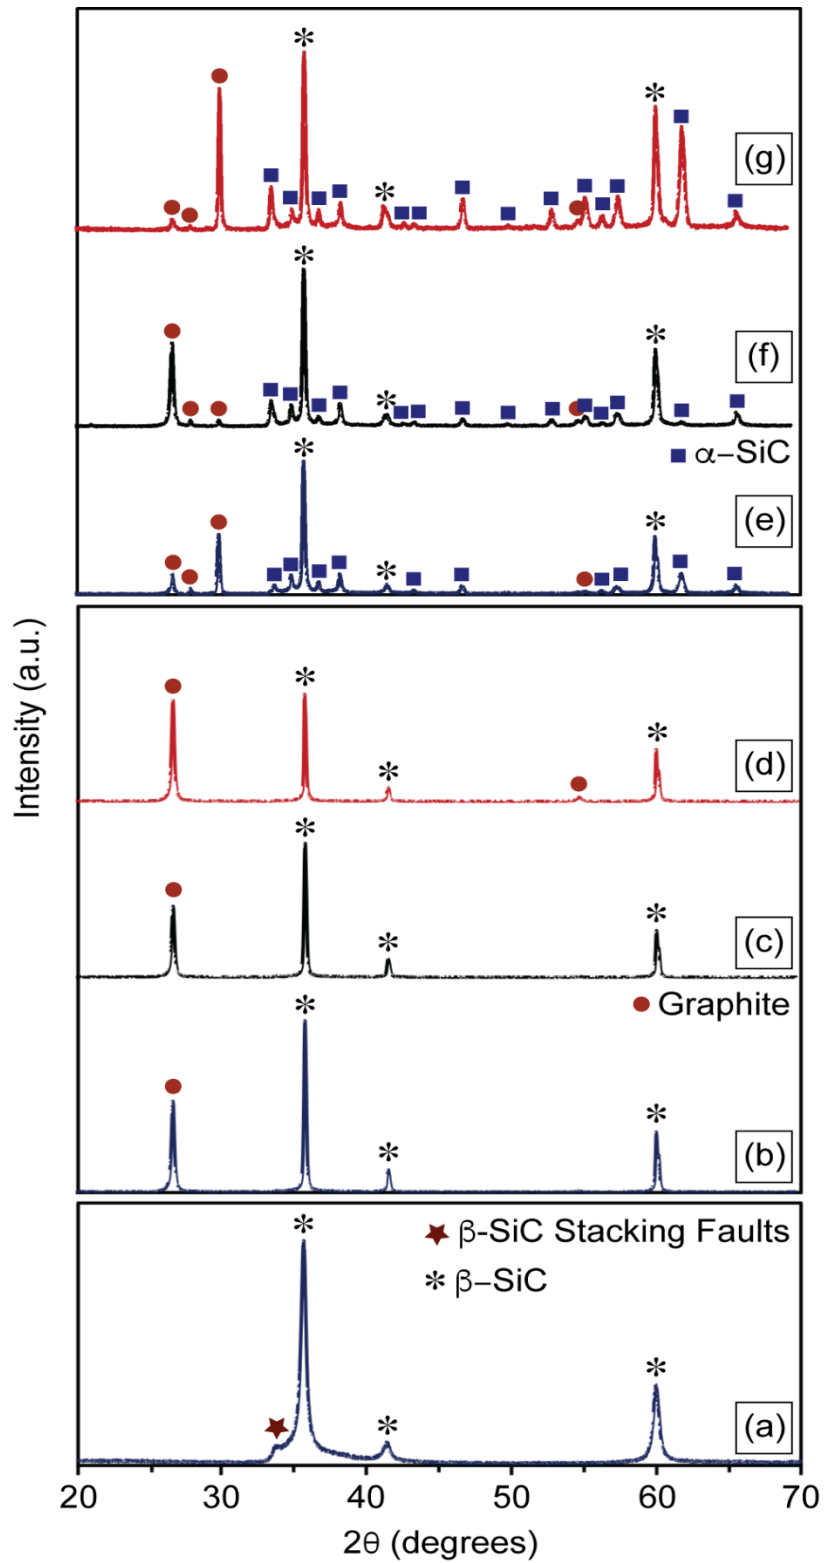 (g)
(f)
α–SiC
(e)
(d)
(c)
Graphite
(b)
β-SiC Stacking Faults
* β–SiC
(a)
Intensity (a.u.)
20 30 40 50 60 70
2θ (degrees)